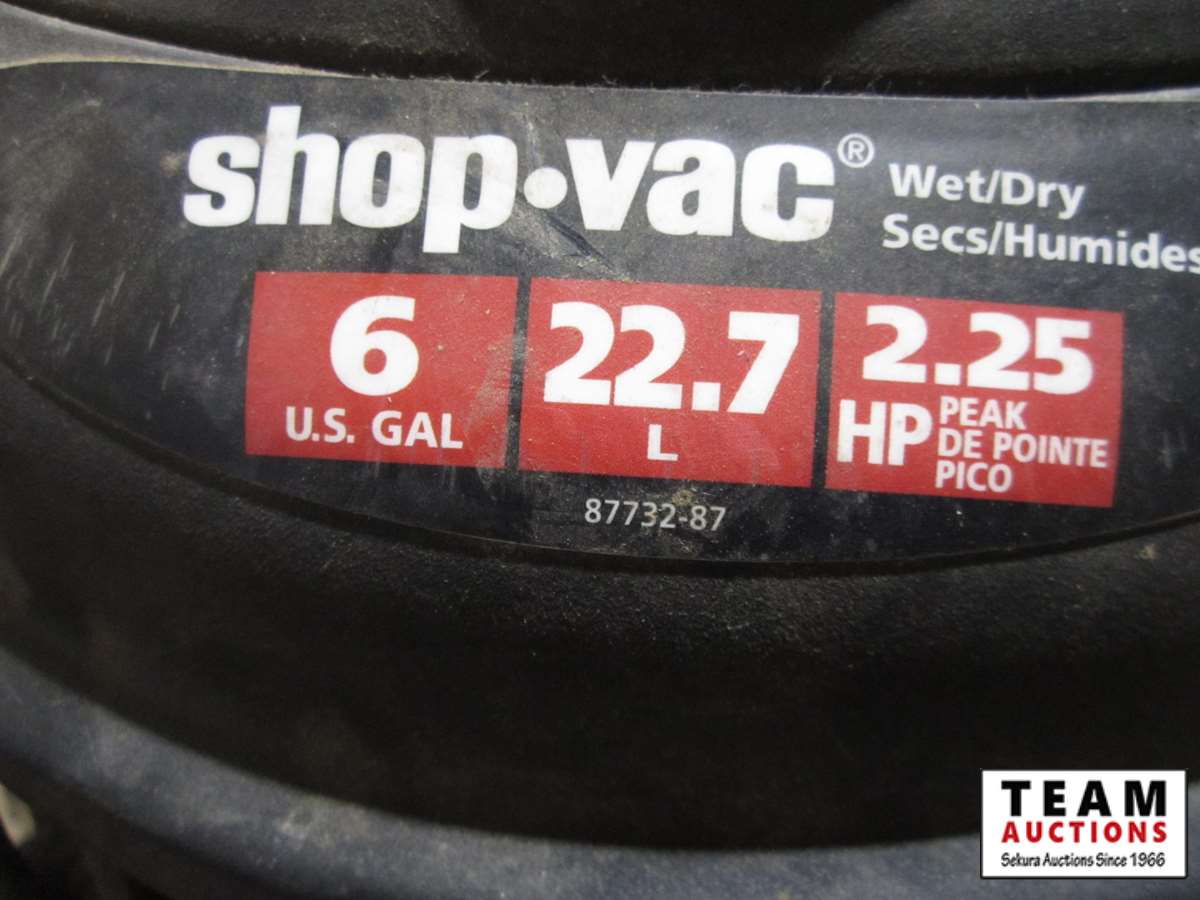 shop·vac® Wet/Dry
Secs/Humides
6
U.S. GAL
22.7
L
2.25
HP PEAK
DE POINTE
PICO
87732-87
TEAM
AUCTIONS
Sekura Auctions Since 1966